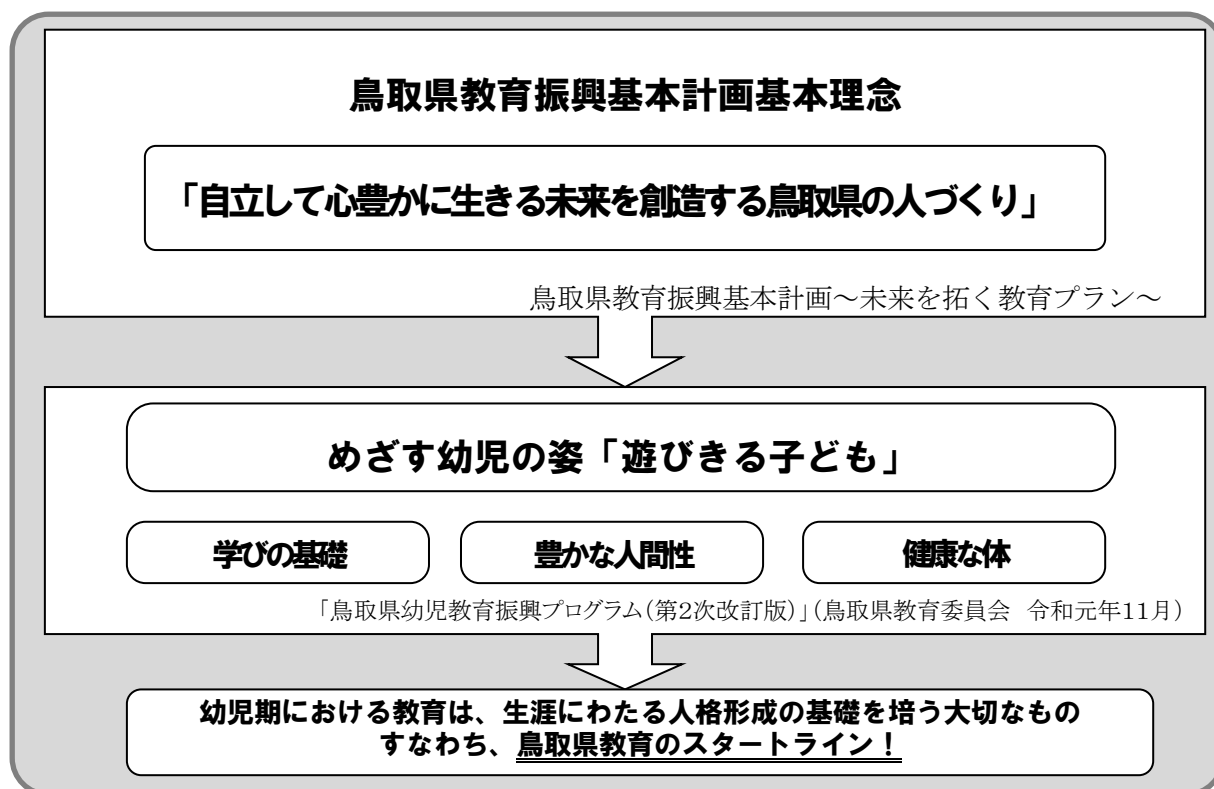 鳥取県教育振興基本計画基本理念
「自立して心豊かに生きる未来を創造する鳥取県の人づくり」
鳥取県教育振興基本計画～未来を拓く教育プラン～
めざす幼児の姿「遊びきる子ども」
学びの基礎
豊かな人間性
健康な体
「鳥取県幼児教育振興プログラム(第2次改訂版)」(鳥取県教育委員会　令和元年11月)
幼児期における教育は、生涯にわたる人格形成の基礎を培う大切なもの
すなわち、鳥取県教育のスタートライン！